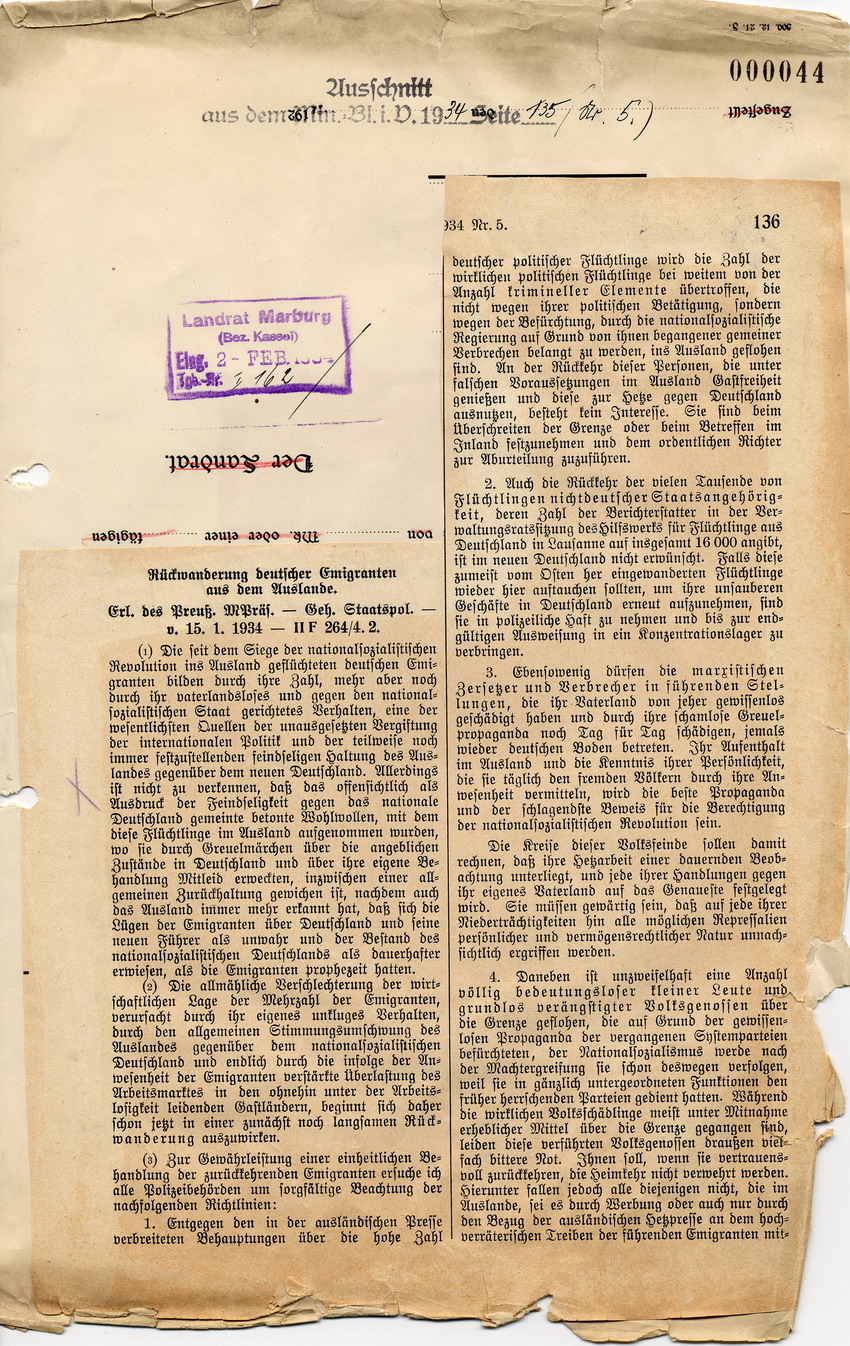 500. 12. 21. 3.
000044
Ausschnitt
aus dem Min.-Bl. i. V. 1934 Seite 135 (Nr. 5.)
den
192
Zugestellt
934 Nr. 5.
136
Landrat Marburg
(Bez. Kassel)
Eing. 2 - FEB. 1934
Tgb.-Nr. 162
Der Landrat.
von Mk. oder einer tägigen
Rückwanderung deutscher Emigranten
aus dem Auslande.
Erl. des Preuß. MPräs. — Geh. Staatspol. —
v. 15. 1. 1934 — II F 264/4. 2.
(1) Die seit dem Siege der nationalsozialistischen
Revolution ins Ausland geflüchteten deutschen Emi-
granten bilden durch ihre Zahl, mehr aber noch
durch ihr vaterlandsloses und gegen den national-
sozialistischen Staat gerichtetes Verhalten, eine der
wesentlichsten Quellen der unausgesetzten Vergiftung
der internationalen Politik und der teilweise noch
immer festzustellenden feindseligen Haltung des Aus-
landes gegenüber dem neuen Deutschland. Allerdings
ist nicht zu verkennen, daß das offensichtlich als
Ausdruck der Feindseligkeit gegen das nationale
Deutschland gemeinte betonte Wohlwollen, mit dem
diese Flüchtlinge im Ausland aufgenommen wurden,
wo sie durch Greuelmärchen über die angeblichen
Zustände in Deutschland und über ihre eigene Be-
handlung Mitleid erweckten, inzwischen einer all-
gemeinen Zurückhaltung gewichen ist, nachdem auch
das Ausland immer mehr erkannt hat, daß sich die
Lügen der Emigranten über Deutschland und seine
neuen Führer als unwahr und der Bestand des
nationalsozialistischen Deutschlands als dauerhafter
erwiesen, als die Emigranten prophezeit hatten.
(2) Die allmähliche Verschlechterung der wirt-
schaftlichen Lage der Mehrzahl der Emigranten,
verursacht durch ihr eigenes unkluges Verhalten,
durch den allgemeinen Stimmungsumschwung des
Auslandes gegenüber dem nationalsozialistischen
Deutschland und endlich durch die infolge der An-
wesenheit der Emigranten verstärkte Überlastung des
Arbeitsmarktes in den ohnehin unter der Arbeits-
losigkeit leidenden Gastländern, beginnt sich daher
schon jetzt in einer zunächst noch langsamen Rück-
wanderung auszuwirken.
(3) Zur Gewährleistung einer einheitlichen Be-
handlung der zurückkehrenden Emigranten ersuche ich
alle Polizeibehörden um sorgfältige Beachtung der
nachfolgenden Richtlinien:
1. Entgegen den in der ausländischen Presse
verbreiteten Behauptungen über die hohe Zahl
deutscher politischer Flüchtlinge wird die Zahl der
wirklichen politischen Flüchtlinge bei weitem von der
Anzahl krimineller Elemente übertroffen, die
nicht wegen ihrer politischen Betätigung, sondern
wegen der Befürchtung, durch die nationalsozialistische
Regierung auf Grund von ihnen begangener gemeiner
Verbrechen belangt zu werden, ins Ausland geflohen
sind. An der Rückkehr dieser Personen, die unter
falschen Voraussetzungen im Ausland Gastfreiheit
genießen und diese zur Hetze gegen Deutschland
ausnutzen, besteht kein Interesse. Sie sind beim
Überschreiten der Grenze oder beim Betreffen im
Inland festzunehmen und dem ordentlichen Richter
zur Aburteilung zuzuführen.
2. Auch die Rückkehr der vielen Tausende von
Flüchtlingen nichtdeutscher Staatsangehörig-
keit, deren Zahl der Berichterstatter in der Ver-
waltungsratssitzung des Hilfswerks für Flüchtlinge aus
Deutschland in Lausanne auf insgesamt 16 000 angibt,
ist im neuen Deutschland nicht erwünscht. Falls diese
zumeist vom Osten her eingewanderten Flüchtlinge
wieder hier auftauchen sollten, um ihre unsauberen
Geschäfte in Deutschland erneut aufzunehmen, sind
sie in polizeiliche Haft zu nehmen und bis zur end-
gültigen Ausweisung in ein Konzentrationslager zu
verbringen.
3. Ebensowenig dürfen die marxistischen
Zersetzer und Verbrecher in führenden Stel-
lungen, die ihr Vaterland von jeher gewissenlos
geschädigt haben und durch ihre schamlose Greuel-
propaganda noch Tag für Tag schädigen, jemals
wieder deutschen Boden betreten. Ihr Aufenthalt
im Ausland und die Kenntnis ihrer Persönlichkeit,
die sie täglich den fremden Völkern durch ihre An-
wesenheit vermitteln, wird die beste Propaganda
und der schlagendste Beweis für die Berechtigung
der nationalsozialistischen Revolution sein.
Die Kreise dieser Volksfeinde sollen damit
rechnen, daß ihre Hetzarbeit einer dauernden Beob-
achtung unterliegt, und jede ihrer Handlungen gegen
ihr eigenes Vaterland auf das Genaueste festgelegt
wird. Sie müssen gewärtig sein, daß auf jede ihrer
Niederträchtigkeiten hin alle möglichen Repressalien
persönlicher und vermögensrechtlicher Natur unnach-
sichtlich ergriffen werden.
4. Daneben ist unzweifelhaft eine Anzahl
völlig bedeutungsloser kleiner Leute und
grundlos verängstigter Volksgenossen über
die Grenze geflohen, die auf Grund der gewissen-
losen Propaganda der vergangenen Systemparteien
befürchteten, der Nationalsozialismus werde nach
der Machtergreifung sie schon deswegen verfolgen,
weil sie in gänzlich untergeordneten Funktionen den
früher herrschenden Parteien gedient hatten. Während
die wirklichen Volksschädlinge meist unter Mitnahme
erheblicher Mittel über die Grenze gegangen sind,
leiden diese verführten Volksgenossen draußen viel-
fach bittere Not. Ihnen soll, wenn sie vertrauens-
voll zurückkehren, die Heimkehr nicht verwehrt werden.
Hierunter fallen jedoch alle diejenigen nicht, die im
Auslande, sei es durch Werbung oder auch nur durch
den Bezug der ausländischen Hetzpresse an dem hoch-
verräterischen Treiben der führenden Emigranten mit-